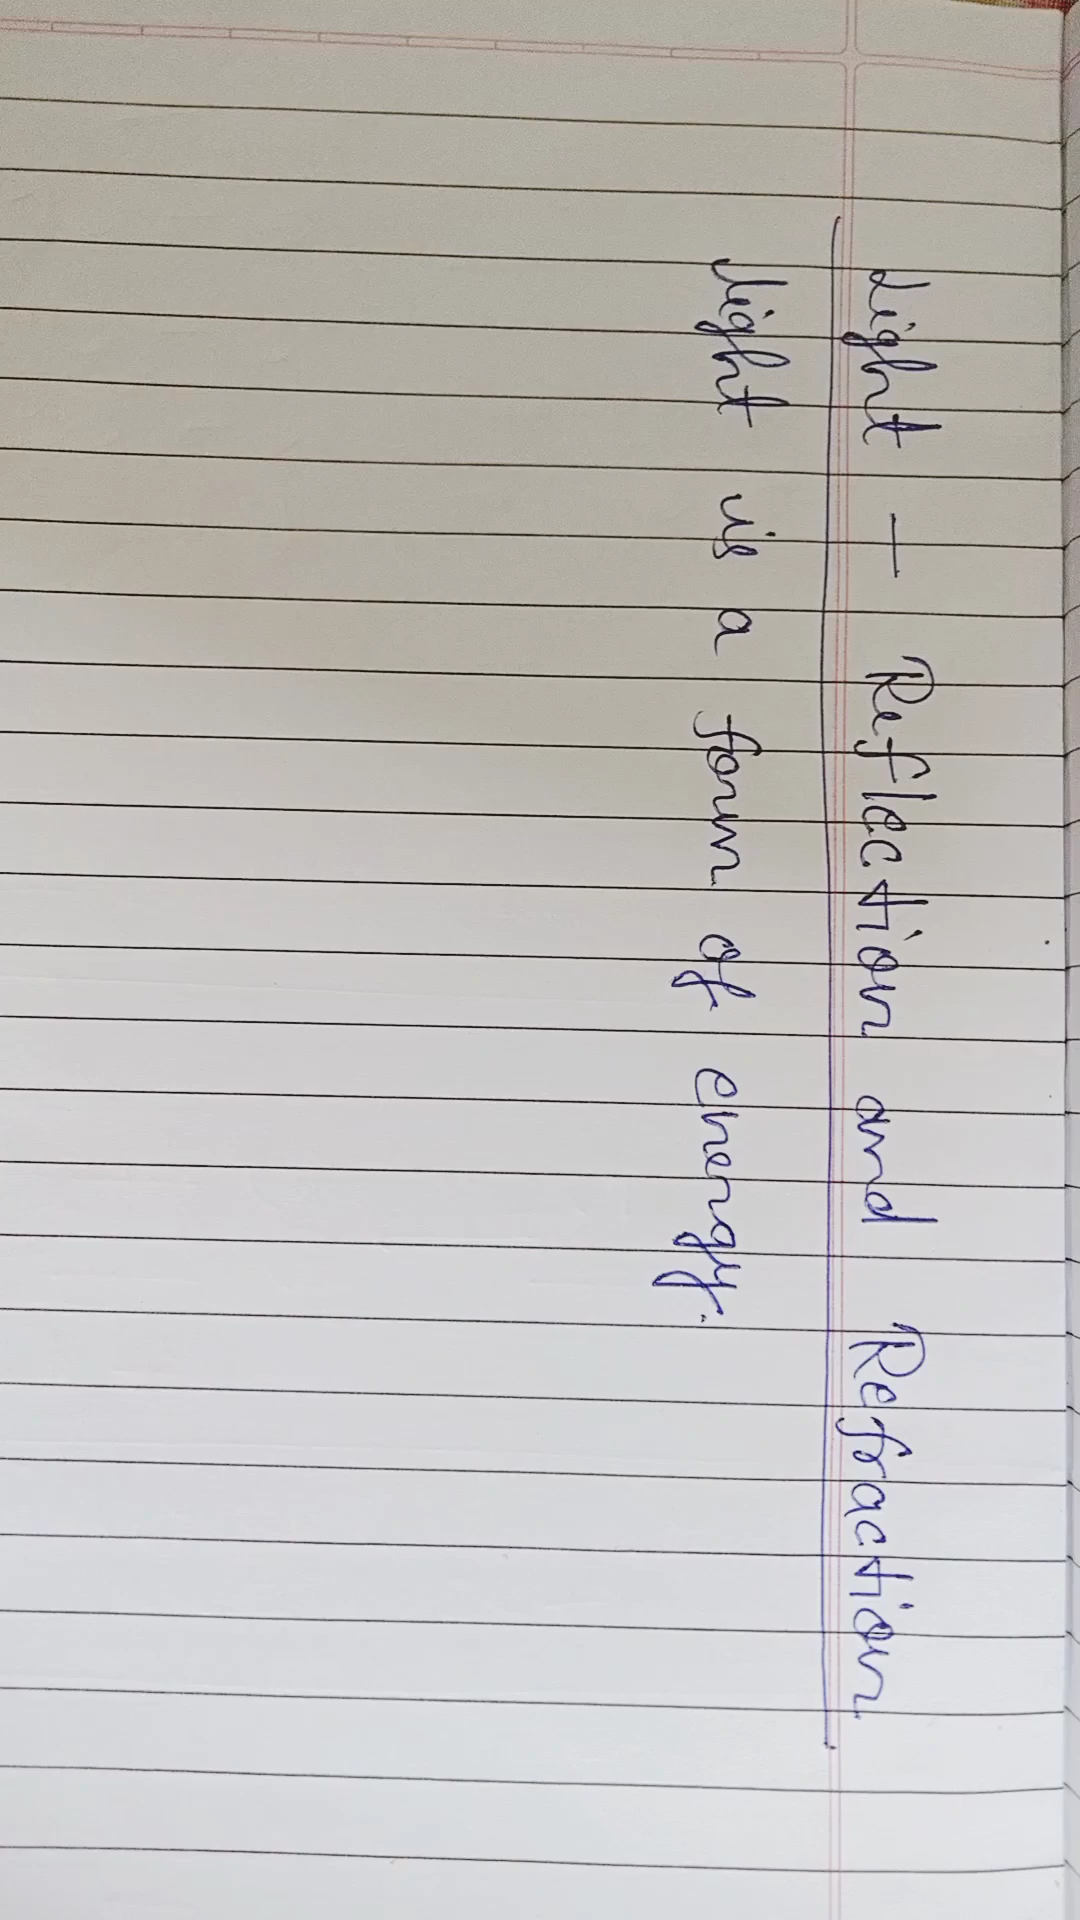 Light - Reflection and Refraction
Light is a form of energy.